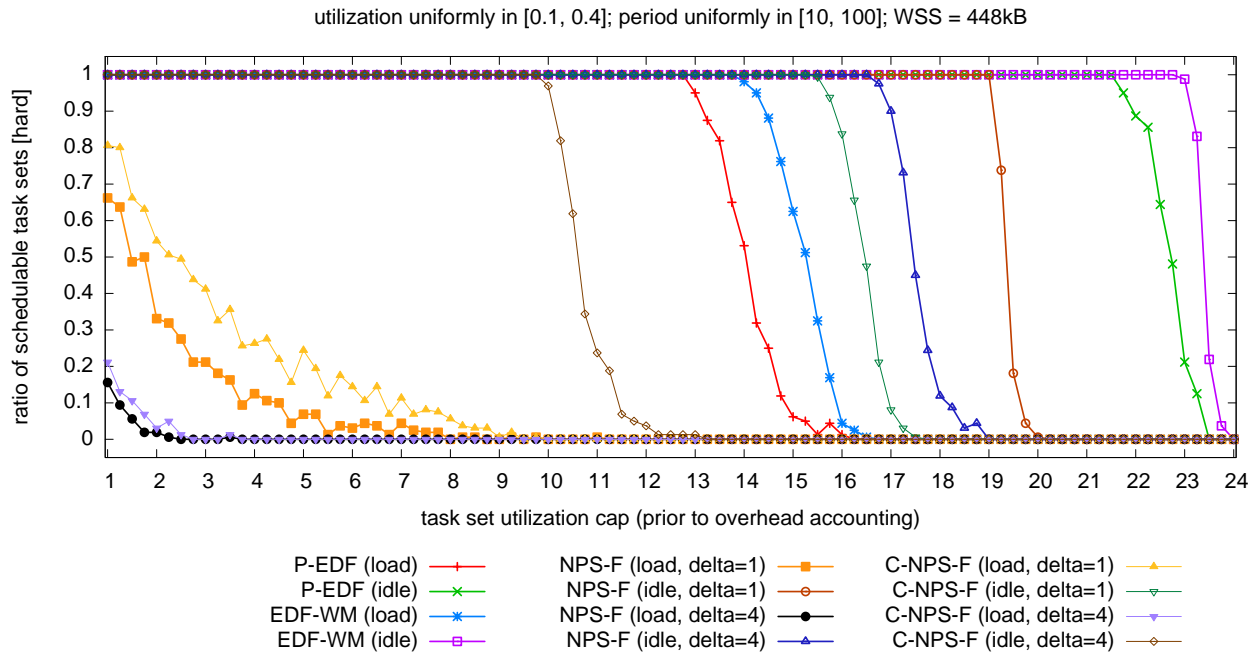 utilization uniformly in [0.1, 0.4]; period uniformly in [10, 100]; WSS = 448kB
ratio of schedulable task sets [hard]
1
0.9
0.8
0.7
0.6
0.5
0.4
0.3
0.2
0.1
0
1 2 3 4 5 6 7 8 9 10 11 12 13 14 15 16 17 18 19 20 21 22 23 24
task set utilization cap (prior to overhead accounting)
P-EDF (load) NPS-F (load, delta=1) C-NPS-F (load, delta=1)
P-EDF (idle) NPS-F (idle, delta=1) C-NPS-F (idle, delta=1)
EDF-WM (load) NPS-F (load, delta=4) C-NPS-F (load, delta=4)
EDF-WM (idle) NPS-F (idle, delta=4) C-NPS-F (idle, delta=4)